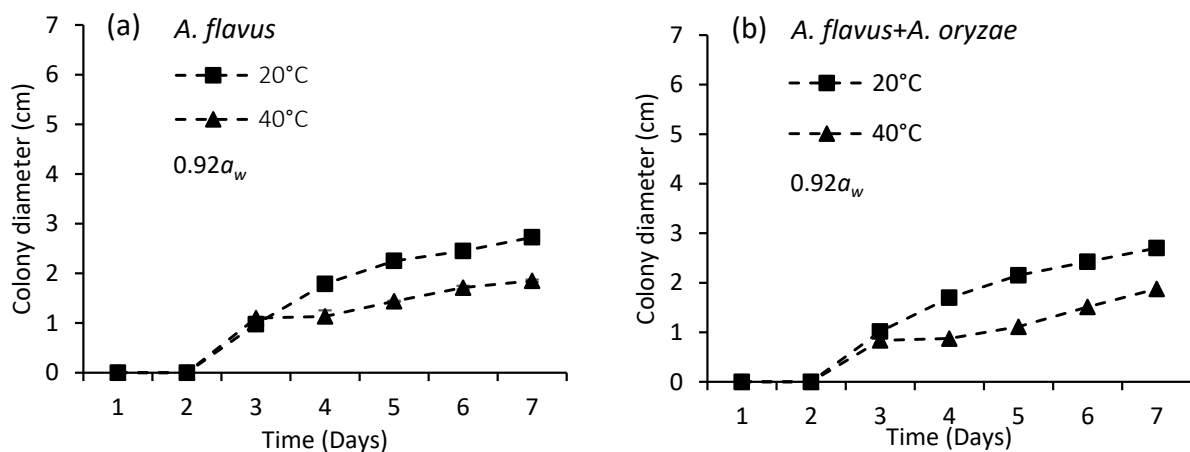 (a) A. flavus
20°C
40°C
0.92aw
Colony diameter (cm)
7
6
5
4
3
2
1
0
1 2 3 4 5 6 7
Time (Days)
(b) A. flavus+A. oryzae
20°C
40°C
0.92aw
Colony diameter (cm)
7
6
5
4
3
2
1
0
1 2 3 4 5 6 7
Time (Days)